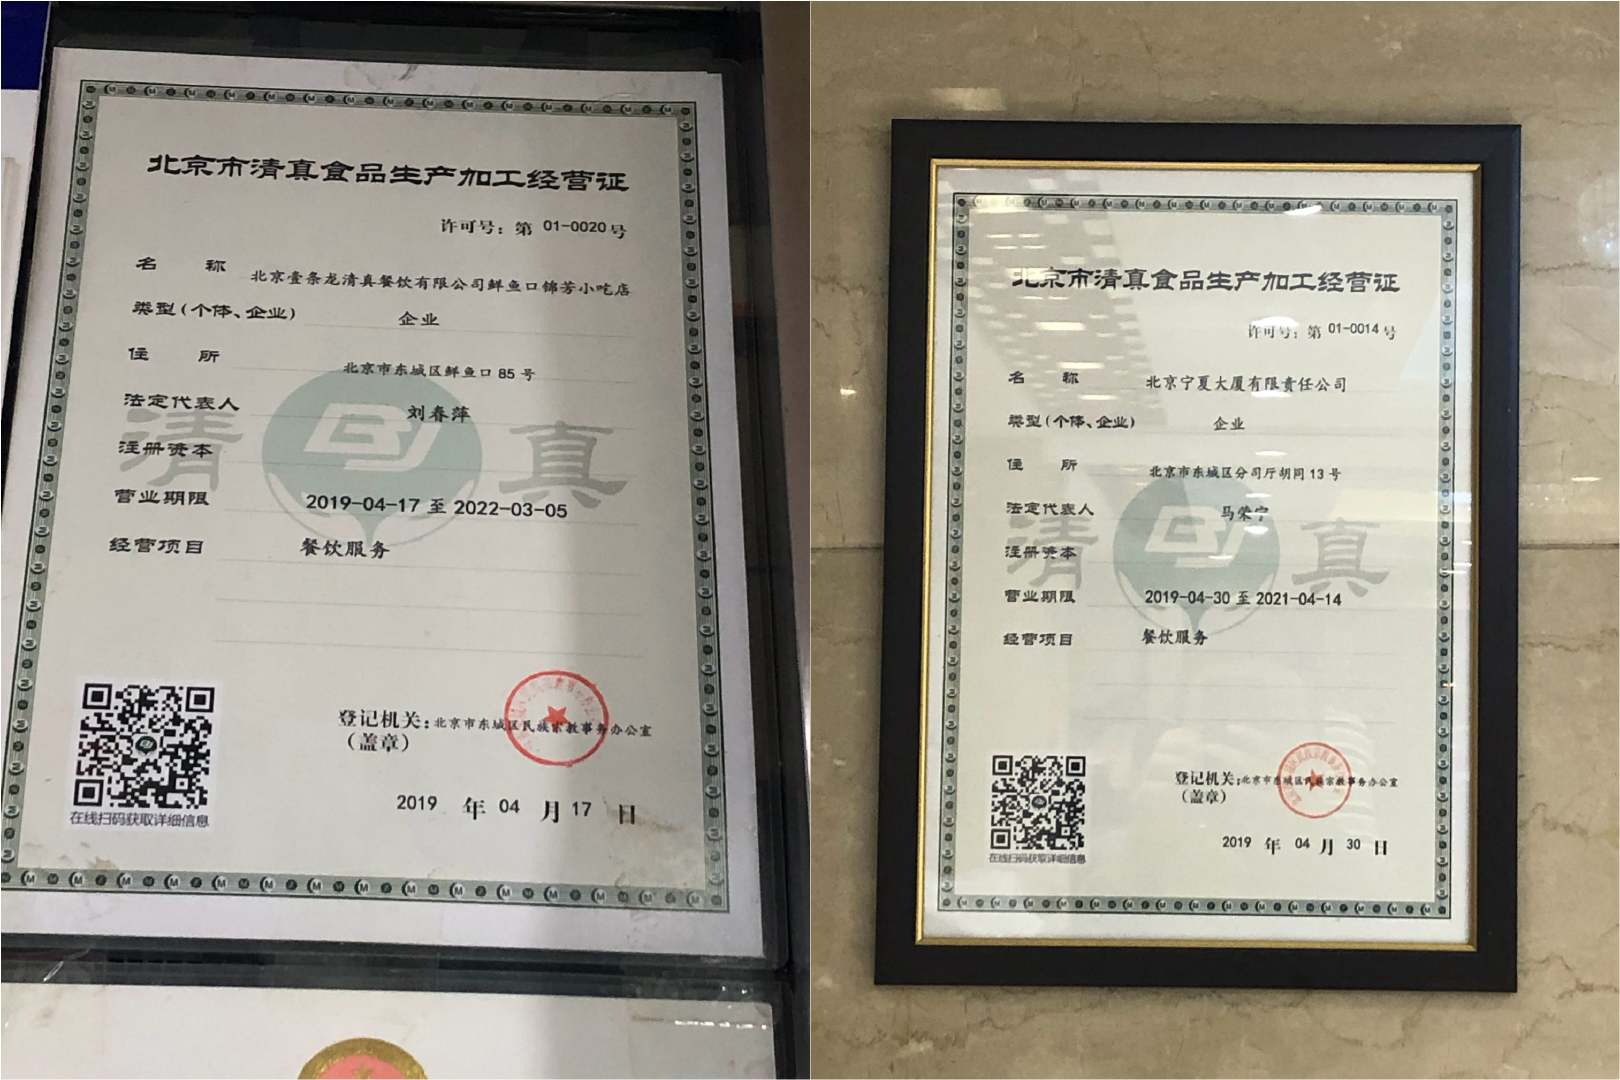 北京市清真食品生产加工经营证
许可号：第 01-0020 号
名 称 北京壹条龙清真餐饮有限公司鲜鱼口锦芳小吃店
类型(个体、企业) 企业
住 所 北京市东城区鲜鱼口 85 号
法定代表人 刘春萍
注册资本
营业期限 2019-04-17 至 2022-03-05
经营项目 餐饮服务
清 BJ 真
登记机关：北京市东城区民族宗教事务办公室
（盖章）
2019 年 04 月 17 日
在线扫码获取详细信息
北京市清真食品生产加工经营证
许可号：第 01-0014 号
名 称 北京宁夏大厦有限责任公司
类型(个体、企业) 企业
住 所 北京市东城区分司厅胡同 13 号
法定代表人 马荣宁
注册资本
营业期限 2019-04-30 至 2021-04-14
经营项目 餐饮服务
清 BJ 真
登记机关：北京市东城区民族宗教事务办公室
（盖章）
2019 年 04 月 30 日
在线扫码获取详细信息